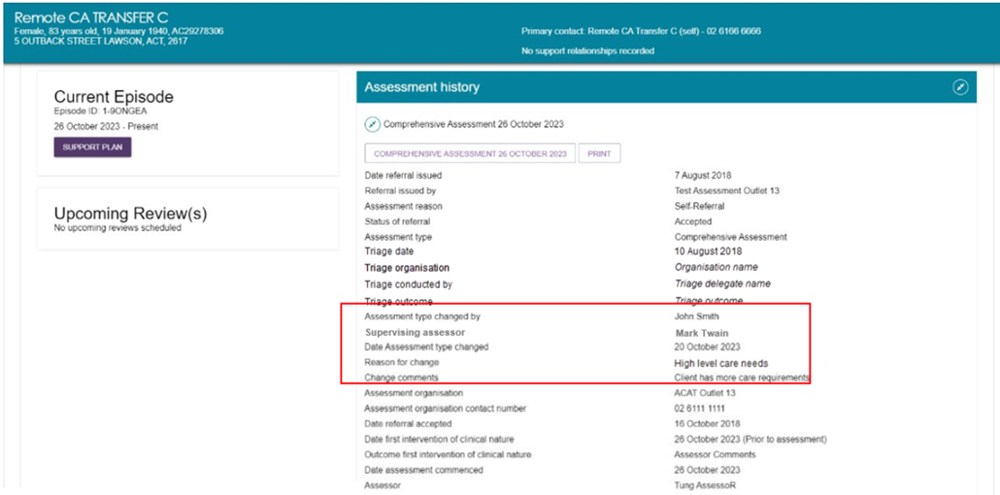 Remote CA TRANSFER C
Female, 83 years old, 19 January 1940, AC29278306
5 OUTBACK STREET LAWSON, ACT, 2617
Primary contact: Remote CA Transfer C (self) - 02 6166 6666
No support relationships recorded
Current Episode
Episode ID: 1-9ONGEA
26 October 2023 - Present
SUPPORT PLAN
Upcoming Review(s)
No upcoming reviews scheduled
Assessment history
Comprehensive Assessment 26 October 2023
COMPREHENSIVE ASSESSMENT 26 OCTOBER 2023 PRINT
Date referral issued 7 August 2018
Referral issued by Test Assessment Outlet 13
Assessment reason Self-Referral
Status of referral Accepted
Assessment type Comprehensive Assessment
Triage date 10 August 2018
Triage organisation Organisation name
Triage conducted by Triage delegate name
Triage outcome Triage outcome
Assessment type changed by John Smith
Supervising assessor Mark Twain
Date Assessment type changed 20 October 2023
Reason for change High level care needs
Change comments Client has more care requirements
Assessment organisation ACAT Outlet 13
Assessment organisation contact number 02 6111 1111
Date referral accepted 16 October 2018
Date first intervention of clinical nature 26 October 2023 (Prior to assessment)
Outcome first intervention of clinical nature Assessor Comments
Date assessment commenced 26 October 2023
Assessor Tung AssessoR